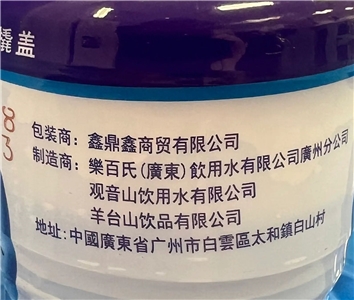 撬盖
83
包装商：鑫鼎鑫商贸有限公司
制造商：樂百氏(廣東)飲用水有限公司廣州分公司
观音山饮用水有限公司
羊台山饮品有限公司
地址:中國廣東省广州市白雲區太和鎮白山村